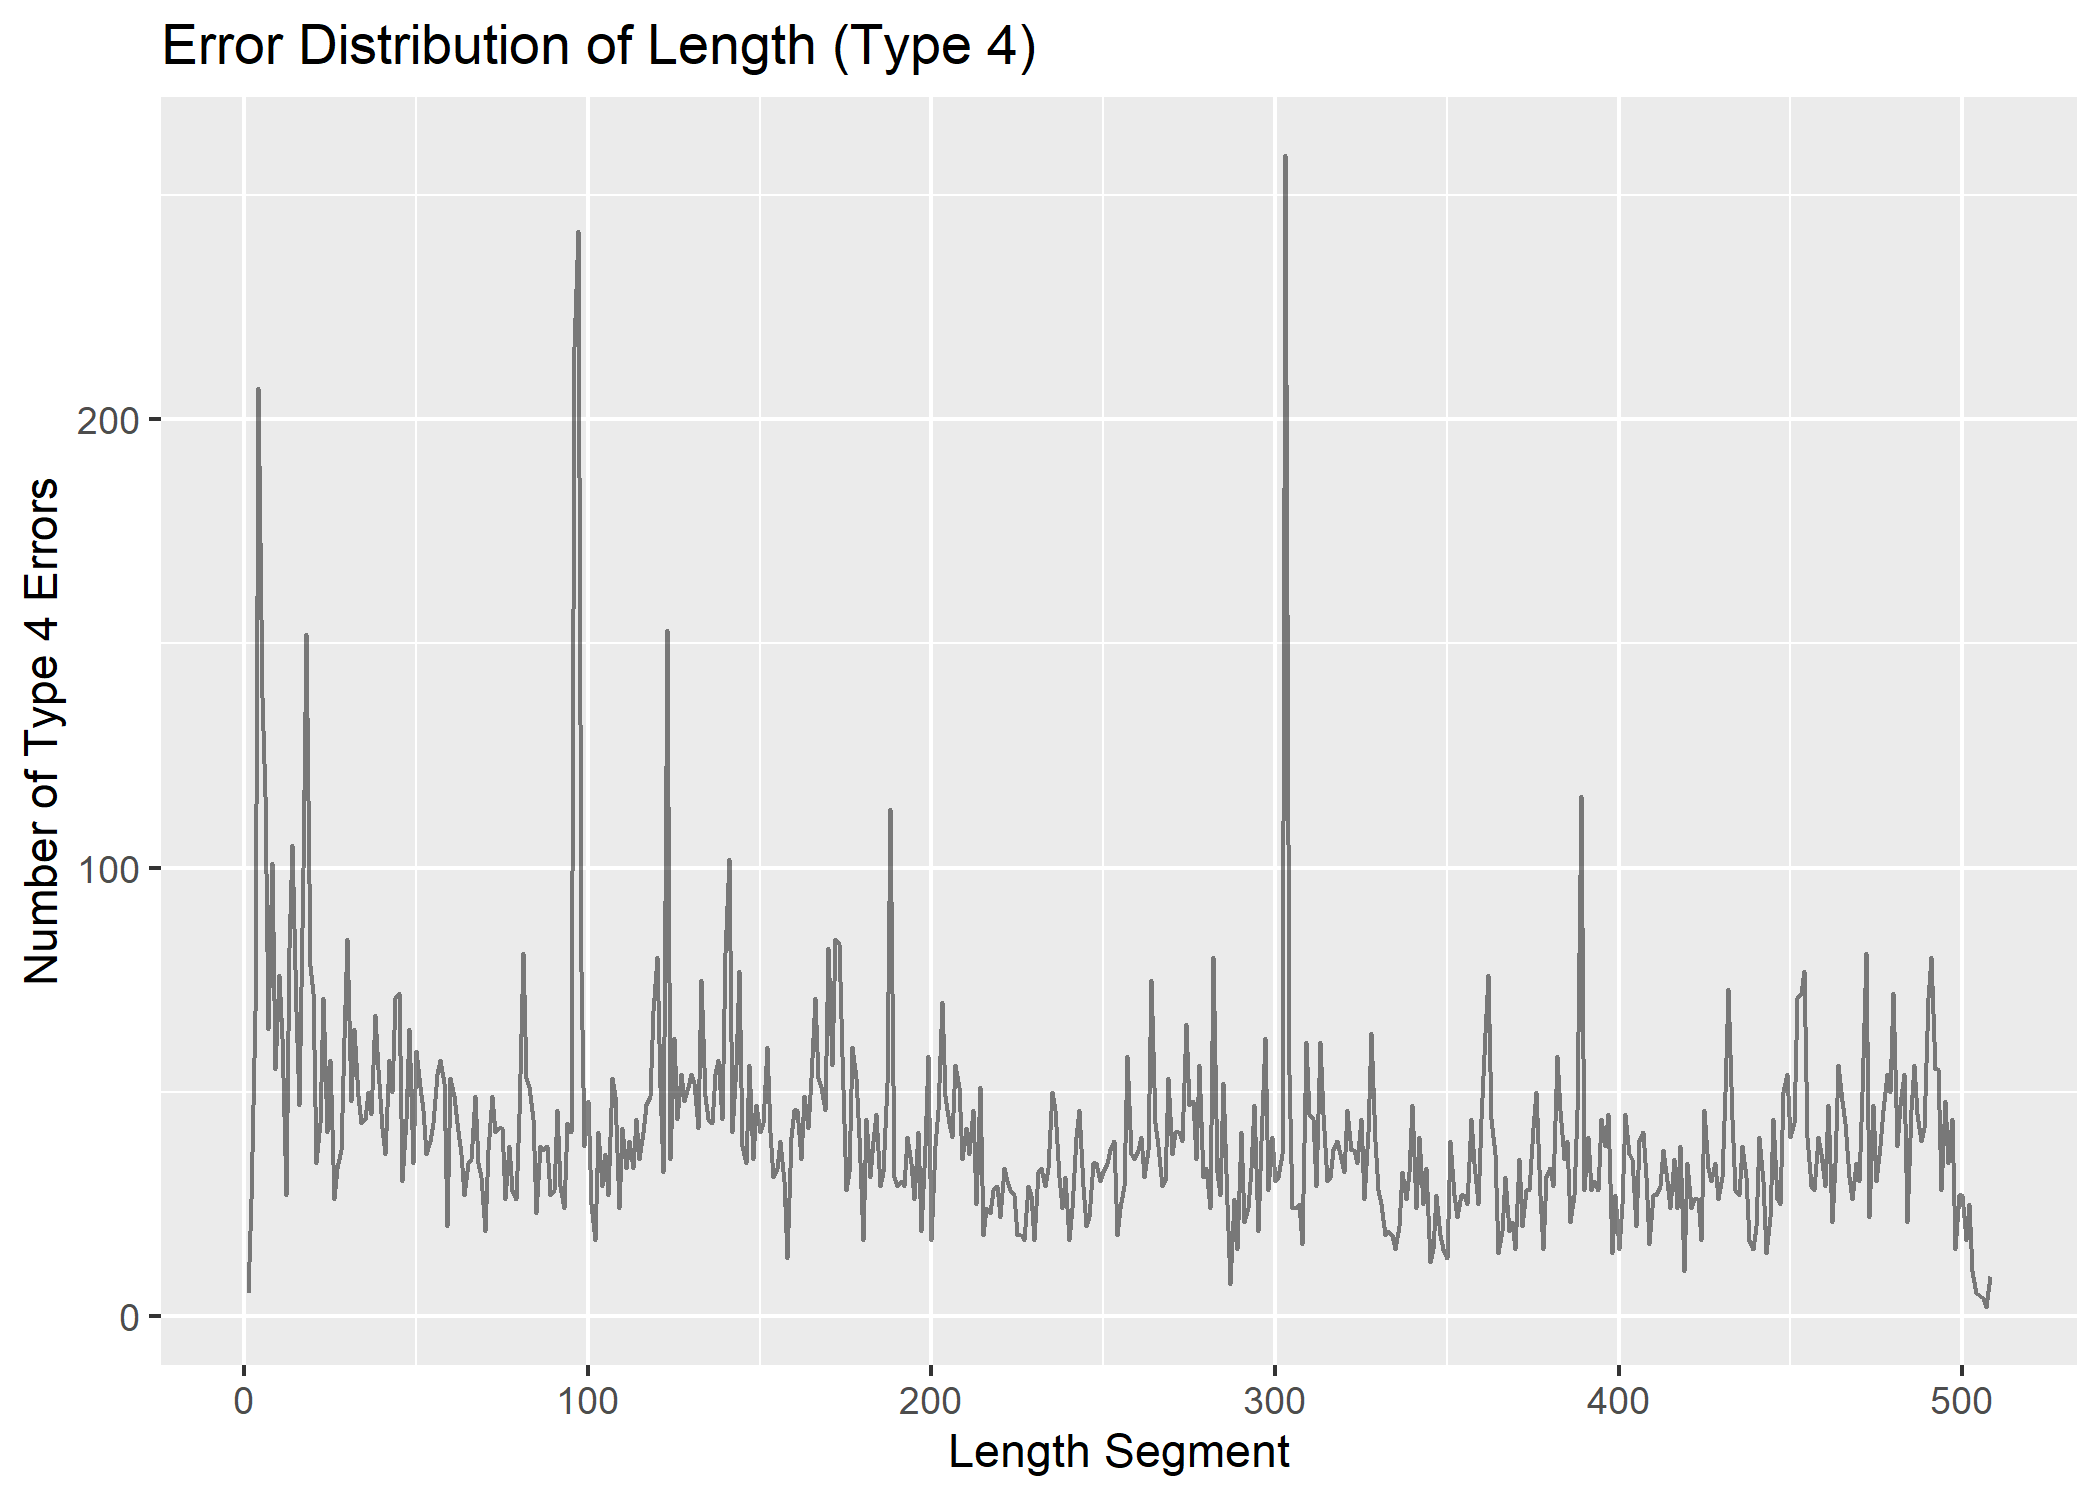 Error Distribution of Length (Type 4)
Number of Type 4 Errors
200
100
0
0 100 200 300 400 500
Length Segment